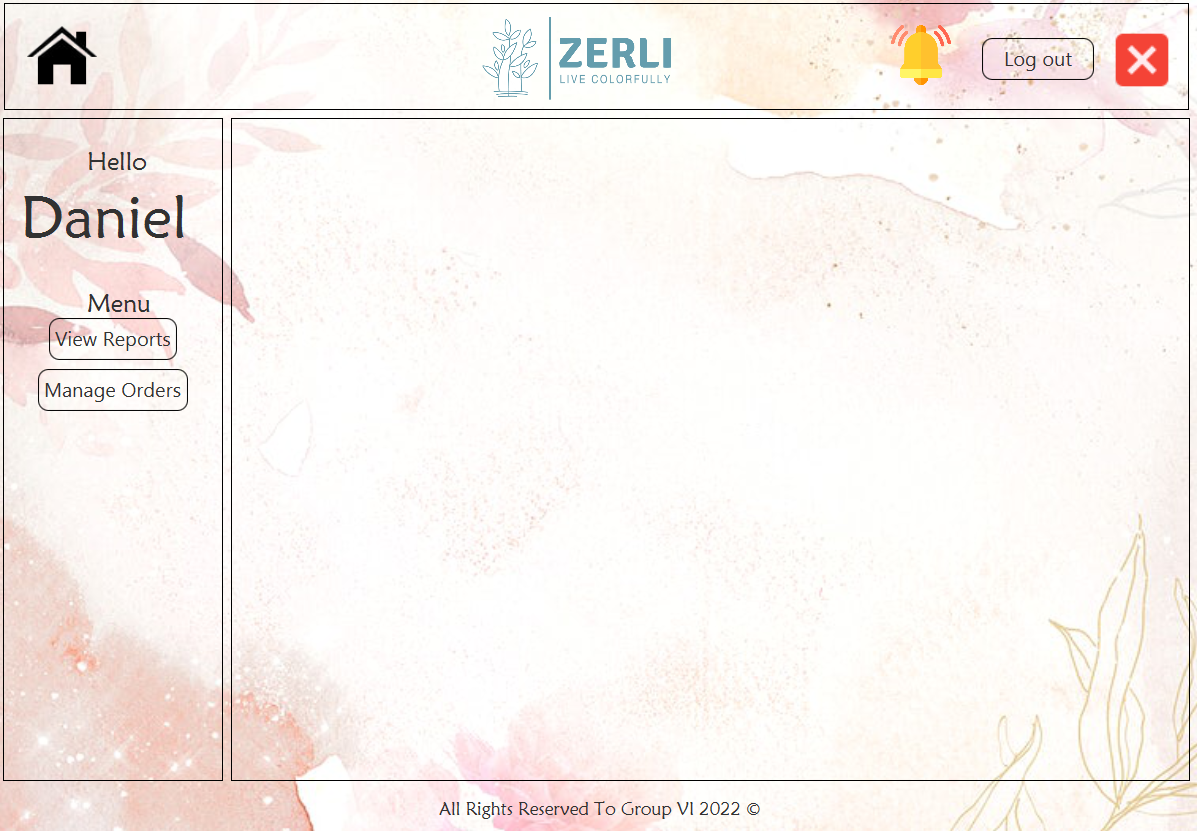 ZERLI
LIVE COLORFULLY
Log out
Hello
Daniel
Menu
View Reports
Manage Orders
All Rights Reserved To Group VI 2022 ©